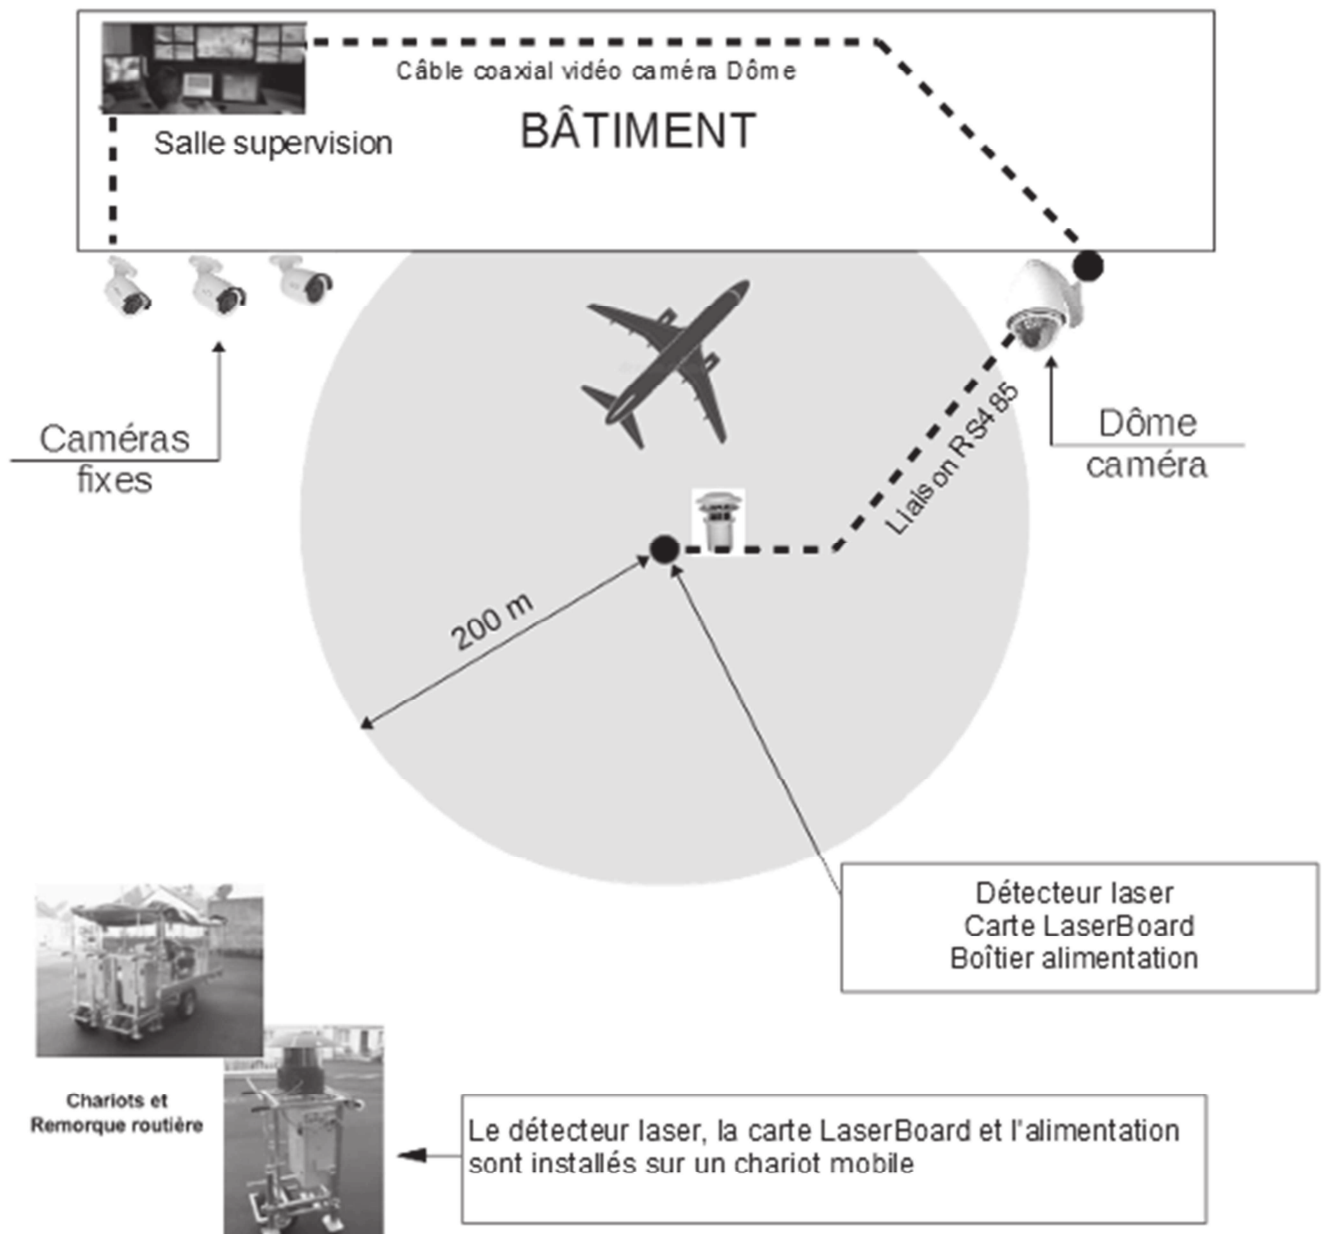 Câble coaxial vidéo caméra Dôme
Salle supervision
BÂTIMENT
Caméras
fixes
Dôme
caméra
Liaison RS485
200 m
Détecteur laser
Carte LaserBoard
Boîtier alimentation
Chariots et
Remorque routière
Le détecteur laser, la carte LaserBoard et l'alimentation
sont installés sur un chariot mobile